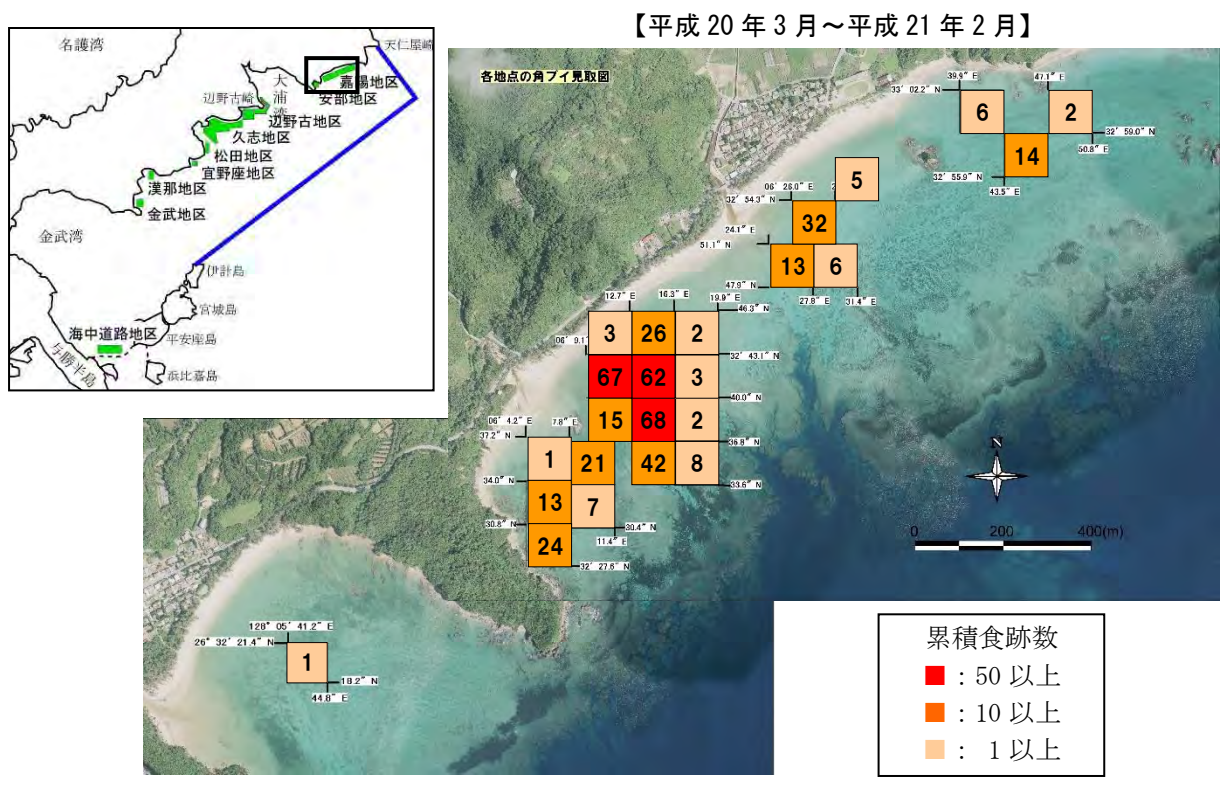 【平成20年3月～平成21年2月】
名護湾
天仁屋崎
大浦湾
嘉陽地区
安部地区
辺野古崎
辺野古地区
久志地区
松田地区
宜野座地区
漢那地区
金武地区
金武湾
伊計島
宮城島
海中道路地区
平安座島
与勝半島
浜比嘉島
各地点の角ブイ見取図
39.9" E
47.1" E
33' 02.2" N
6
2
32' 59.0" N
50.8" E
14
32' 55.9" N
43.5" E
5
06' 26.0" E
32' 54.3" N
32
24.1" E
51.1" N
13
6
47.9" N
27.8" E
31.4" E
12.7" E
16.3" E
19.9" E
46.3" N
3
26
2
06' 9.1"
32' 43.1" N
67
62
3
40.0" N
15
68
2
36.8" N
06' 4.2" E
7.8" E
37.2" N
1
21
42
8
34.0" N
33.6" N
13
7
30.8" N
30.4" N
11.4" E
24
32' 27.6" N
N
0
200
400(m)
128° 05' 41.2" E
26° 32' 21.4" N
1
18.2" N
44.8" E
累積食跡数
：50以上
：10以上
： 1以上